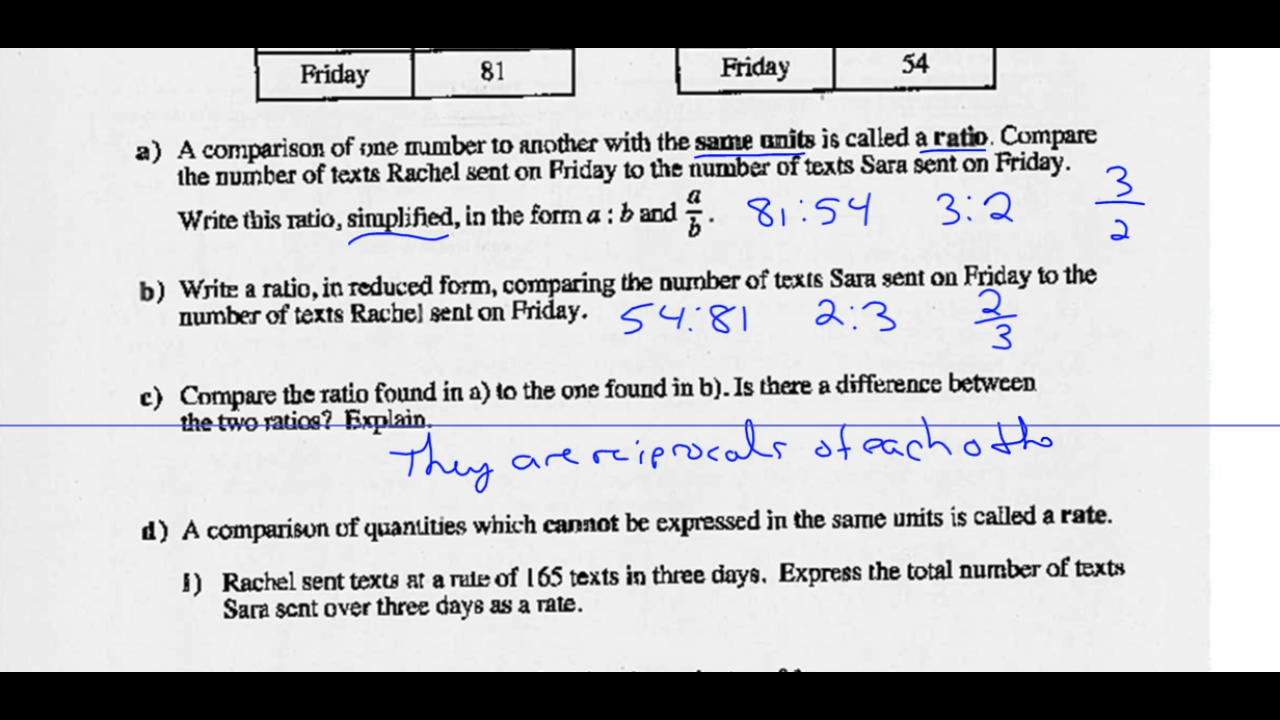 Friday 81 Friday 54
a) A comparison of one number to another with the same units is called a ratio. Compare
the number of texts Rachel sent on Friday to the number of texts Sara sent on Friday.
Write this ratio, simplified, in the form a : b and a/b. 81:54 3:2 3/2
b) Write a ratio, in reduced form, comparing the number of texts Sara sent on Friday to the
number of texts Rachel sent on Friday. 54:81 2:3 2/3
c) Compare the ratio found in a) to the one found in b). Is there a difference between
the two ratios? Explain.
They are reciprocals of each othe
d) A comparison of quantities which cannot be expressed in the same units is called a rate.
i) Rachel sent texts at a rate of 165 texts in three days. Express the total number of texts
Sara sent over three days as a rate.